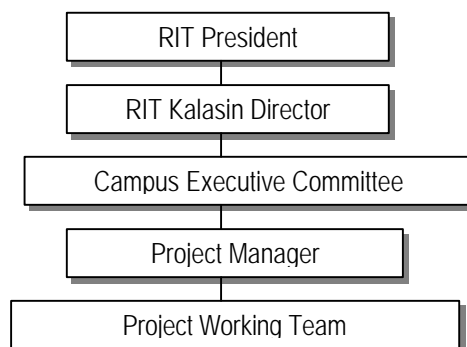 RIT President
RIT Kalasin Director
Campus Executive Committee
Project Manager
Project Working Team